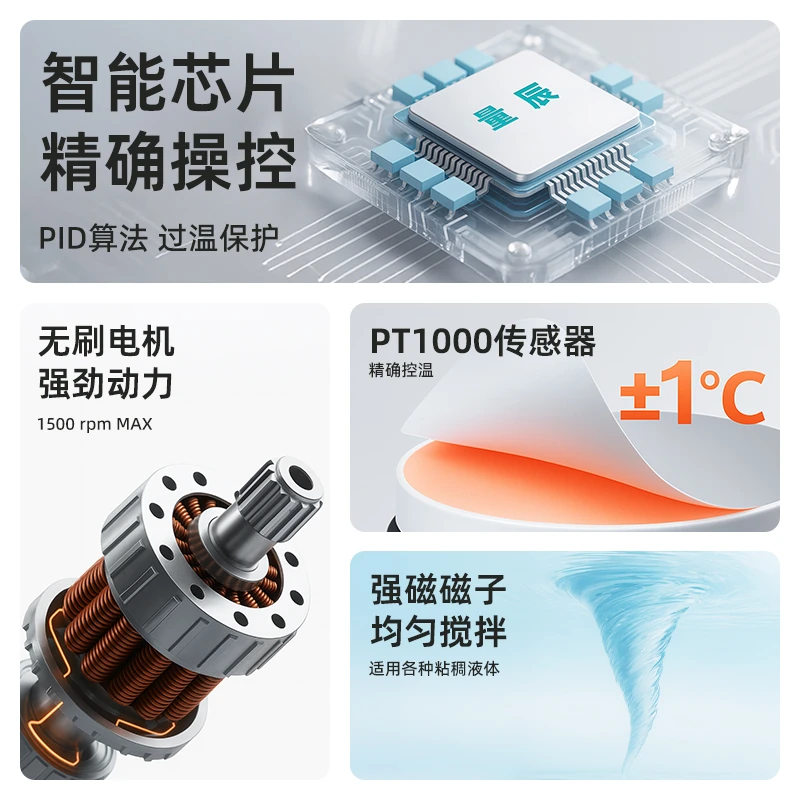 智能芯片
精确操控
PID算法 过温保护
量辰
无刷电机
强劲动力
1500 rpm MAX
PT1000传感器
精确控温
±1°C
强磁磁子
均匀搅拌
适用各种粘稠液体